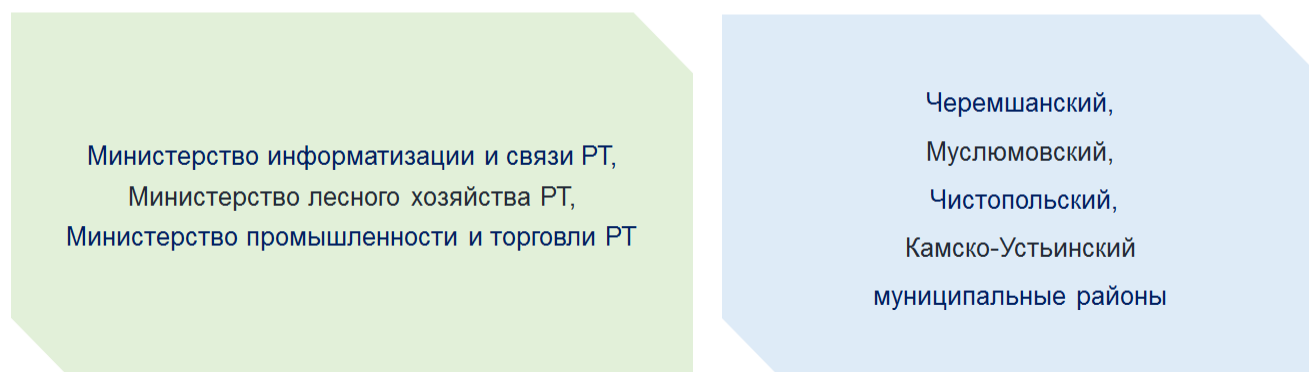 Министерство информатизации и связи РТ,
Министерство лесного хозяйства РТ,
Министерство промышленности и торговли РТ
Черемшанский,
Муслюмовский,
Чистопольский,
Камско-Устьинский
муниципальные районы